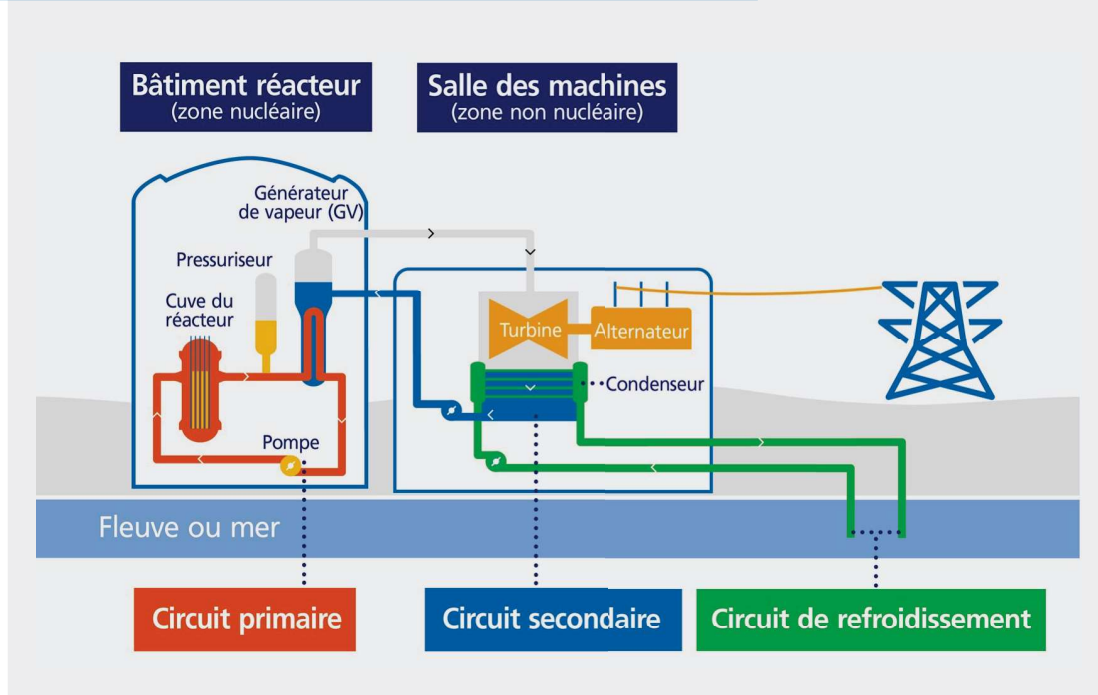 Bâtiment réacteur
(zone nucléaire)
Salle des machines
(zone non nucléaire)
Générateur
de vapeur (GV)
Pressuriseur
Cuve du
réacteur
Turbine
Alternateur
Condenseur
Pompe
Fleuve ou mer
Circuit primaire
Circuit secondaire
Circuit de refroidissement